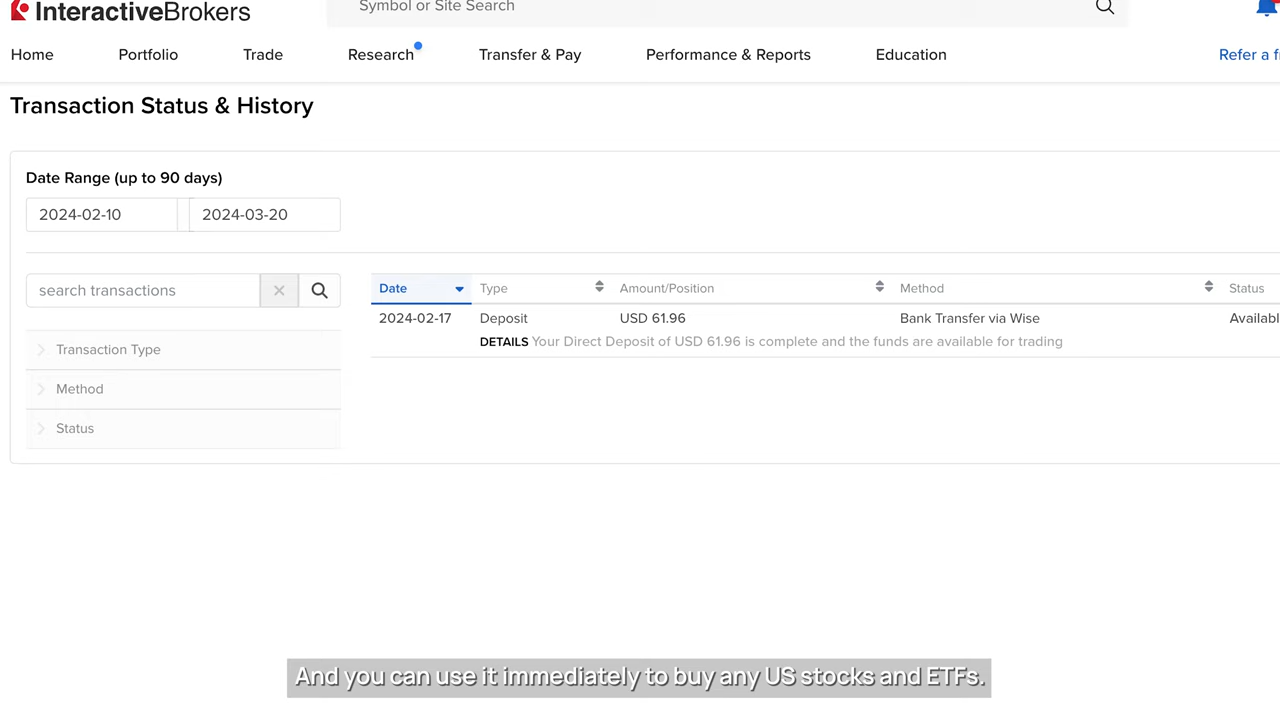 InteractiveBrokers
Symbol or Site Search
Home Portfolio Trade Research Transfer & Pay Performance & Reports Education Refer a f
Transaction Status & History
Date Range (up to 90 days)
2024-02-10 2024-03-20
search transactions
Date Type Amount/Position Method Status
2024-02-17 Deposit USD 61.96 Bank Transfer via Wise Availabl
DETAILS Your Direct Deposit of USD 61.96 is complete and the funds are available for trading
Transaction Type
Method
Status
And you can use it immediately to buy any US stocks and ETFs.